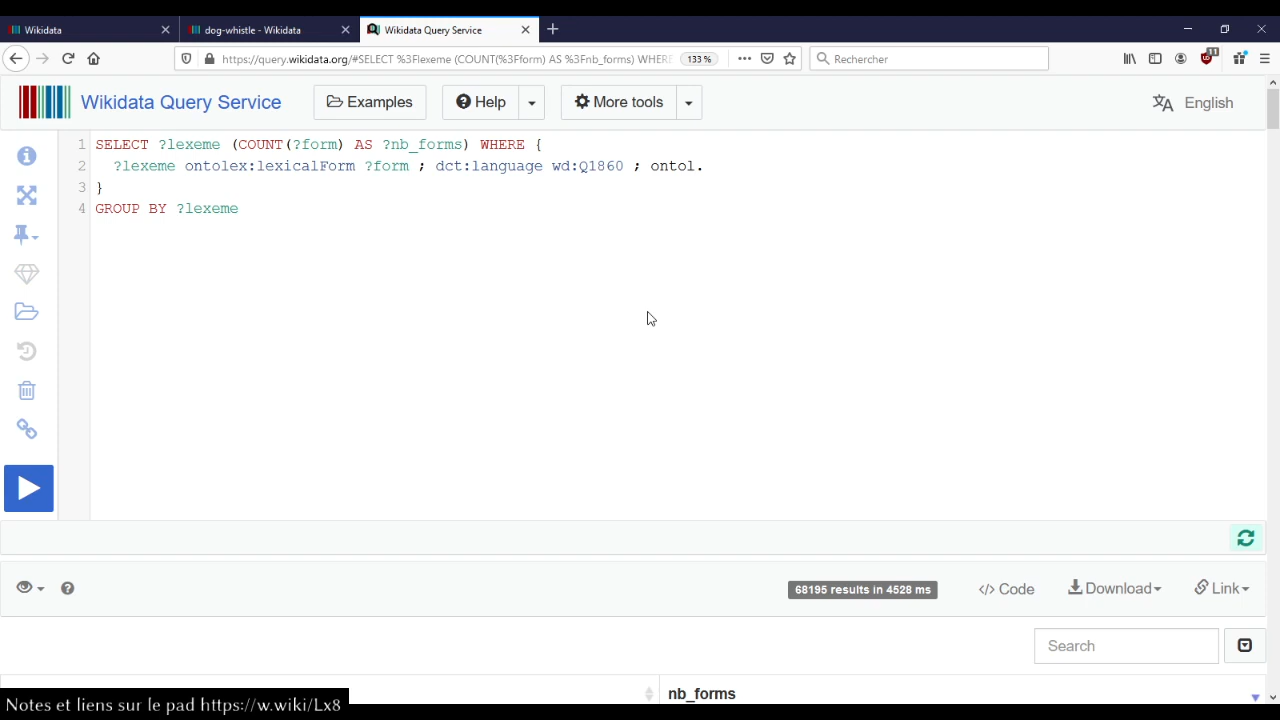 Wikidata
dog-whistle - Wikidata
Wikidata Query Service
https://query.wikidata.org/#SELECT %3Flexeme (COUNT(%3Fform) AS %3Fnb_forms) WHERE
133 %
Rechercher
11
Wikidata Query Service
Examples
Help
More tools
English
1 SELECT ?lexeme (COUNT(?form) AS ?nb_forms) WHERE {
2 ?lexeme ontolex:lexicalForm ?form ; dct:language wd:Q1860 ; ontol.
3 }
4 GROUP BY ?lexeme
68195 results in 4528 ms
</> Code
Download
Link
Search
nb_forms
Notes et liens sur le pad https://w.wiki/Lx8